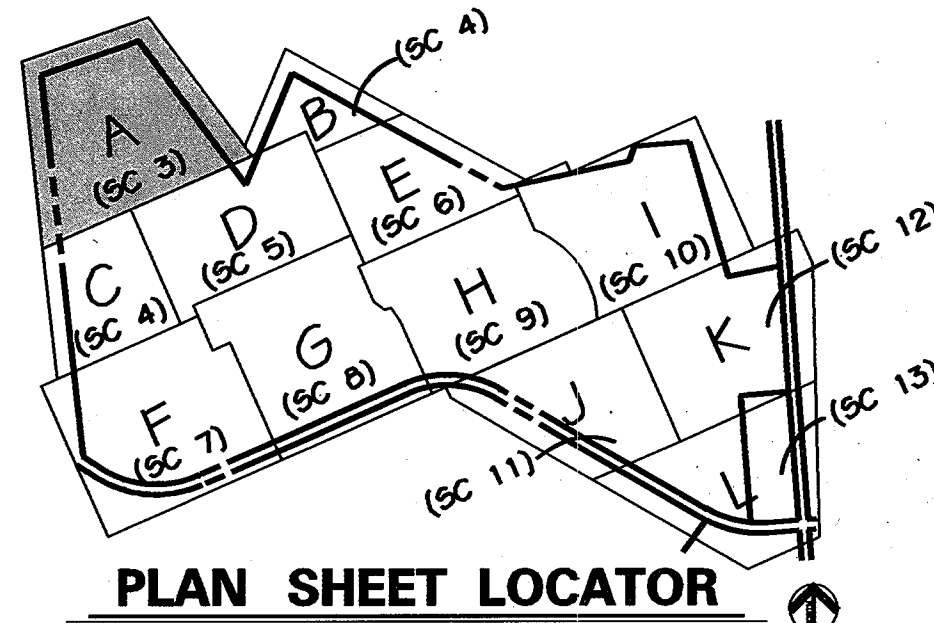 A
(SC 3)
B
(SC 4)
C
(SC 4)
D
(SC 5)
E
(SC 6)
F
(SC 7)
G
(SC 8)
H
(SC 9)
I
(SC 10)
J
(SC 11)
K
(SC 12)
L
(SC 13)
PLAN SHEET LOCATOR